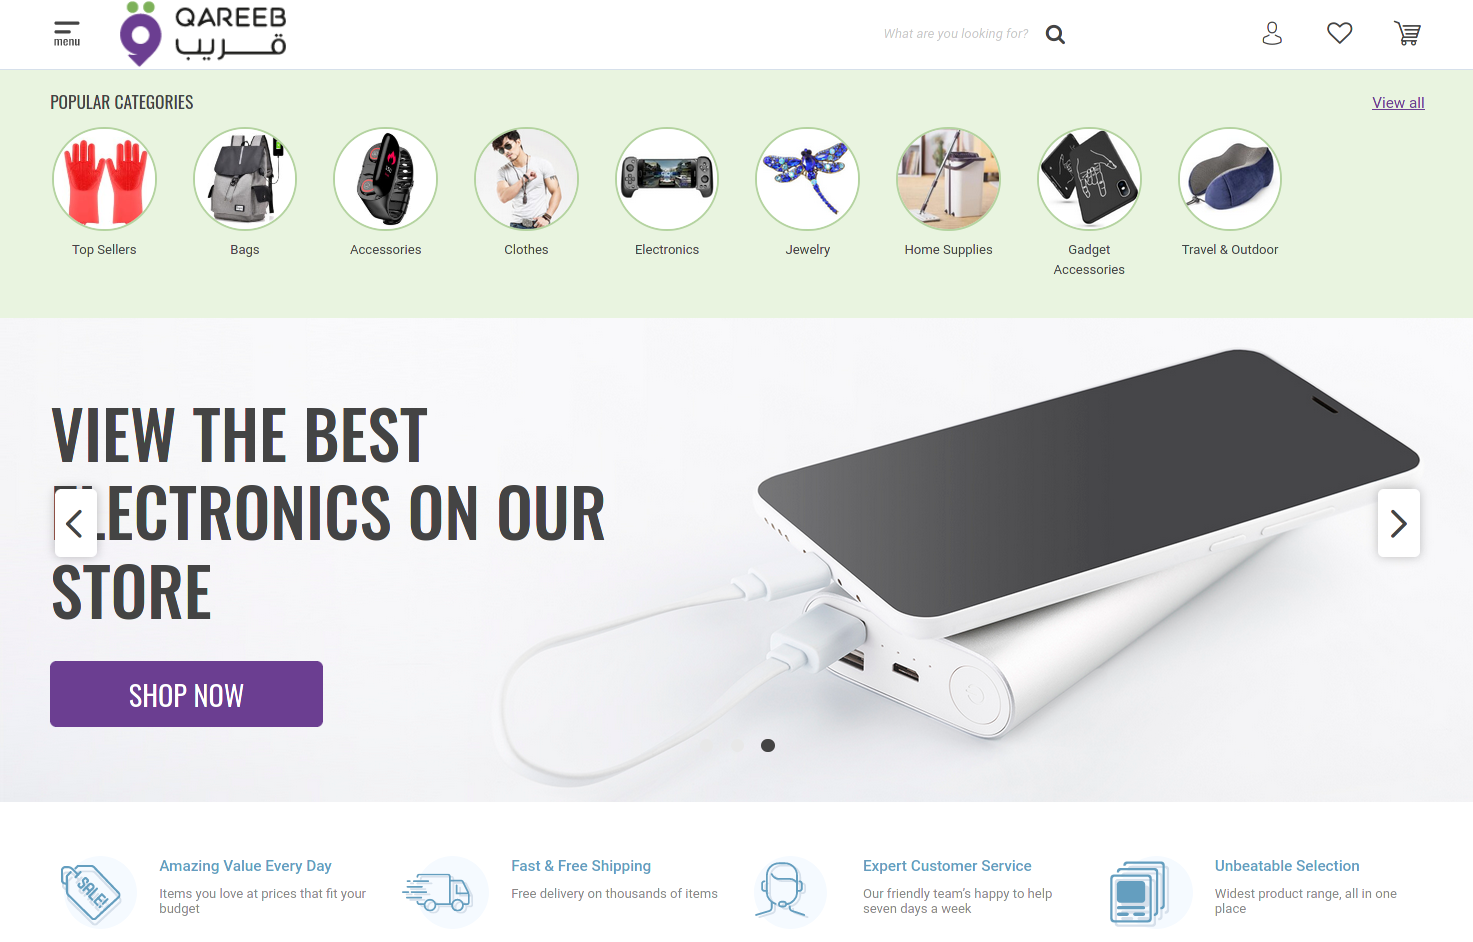 menu
QAREEB
قريب
What are you looking for?
POPULAR CATEGORIES
View all
Top Sellers
Bags
Accessories
Clothes
Electronics
Jewelry
Home Supplies
Gadget
Accessories
Travel & Outdoor
VIEW THE BEST
ELECTRONICS ON OUR
STORE
SHOP NOW
SALE!
Amazing Value Every Day
Items you love at prices that fit your
budget
Fast & Free Shipping
Free delivery on thousands of items
Expert Customer Service
Our friendly team's happy to help
seven days a week
Unbeatable Selection
Widest product range, all in one
place